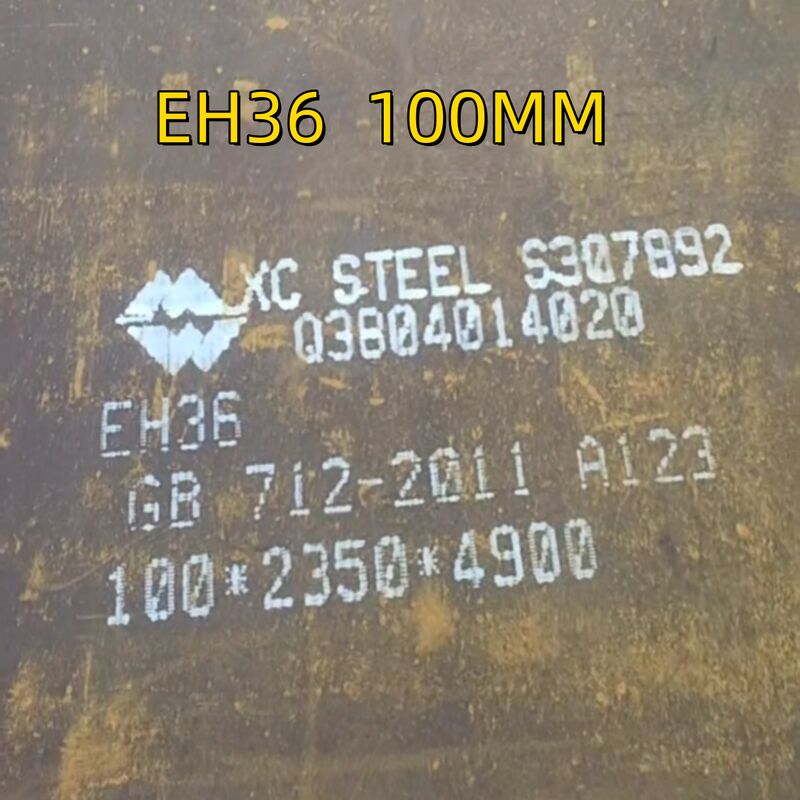 EH36 100MM
XC STEEL S307892
Q3804014020
EH36
GB 712-2011 A123
100*2350*4900